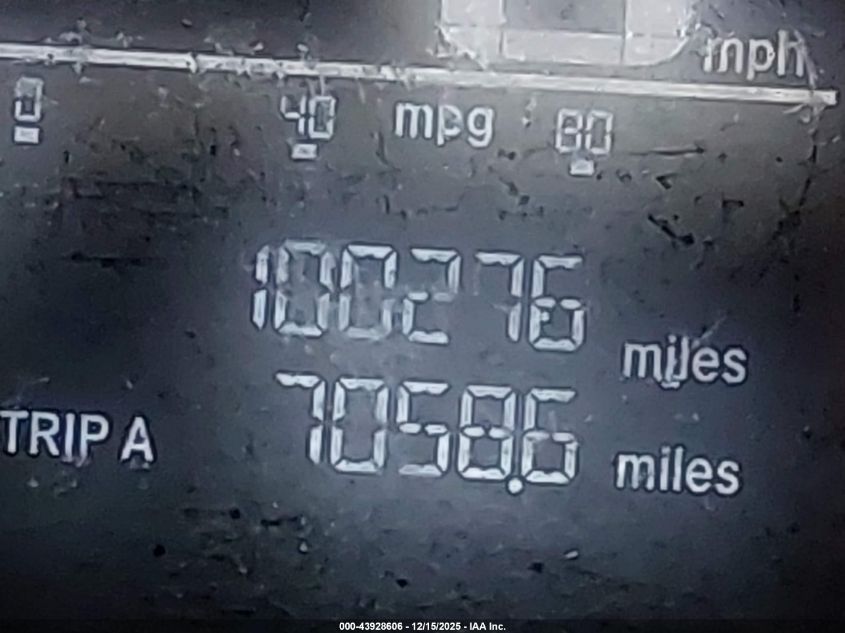 mph
0 40 mpg 80
100276 miles
TRIP A 7058.6 miles
000-43928606 - 12/15/2025 - IAA Inc.